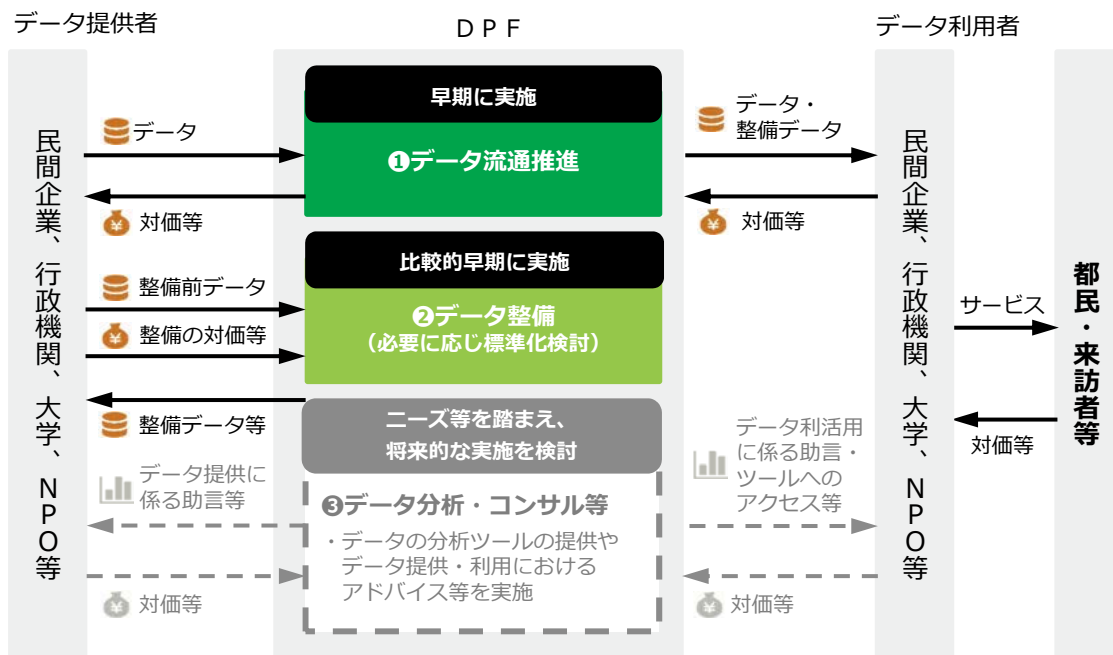 データ提供者
DPF
データ利用者
民間企業、行政機関、大学、NPO等
データ
対価等
整備前データ
整備の対価等
整備データ等
データ提供に
係る助言等
対価等
早期に実施
❶データ流通推進
比較的早期に実施
❷データ整備
（必要に応じ標準化検討）
ニーズ等を踏まえ、
将来的な実施を検討
❸データ分析・コンサル等
・データの分析ツールの提供や
データ提供・利用における
アドバイス等を実施
データ・
整備データ
対価等
データ利活用
に係る助言・
ツールへの
アクセス等
対価等
民間企業、行政機関、大学、NPO等
サービス
対価等
都民・来訪者等